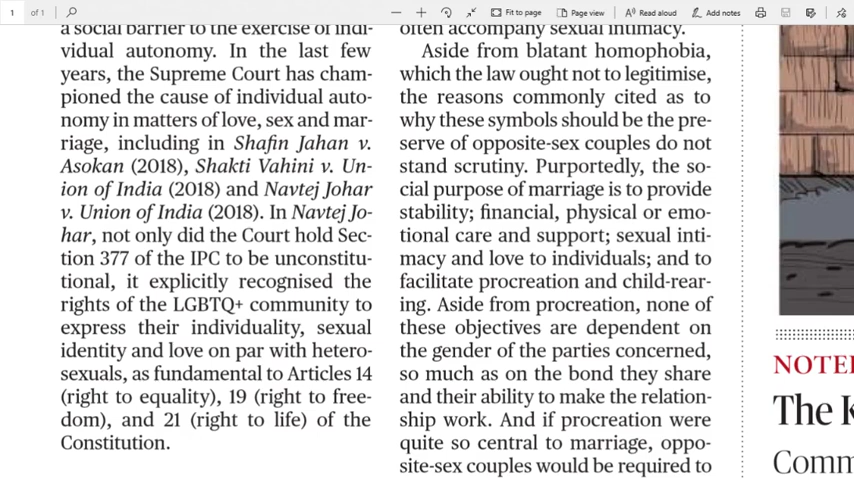 1 of 1
Fit to page
Page view
Read aloud
Add notes
a social barrier to the exercise of indi-
vidual autonomy. In the last few
years, the Supreme Court has cham-
pioned the cause of individual auto-
nomy in matters of love, sex and mar-
riage, including in Shafin Jahan v.
Asokan (2018), Shakti Vahini v. Un-
ion of India (2018) and Navtej Johar
v. Union of India (2018). In Navtej Jo-
har, not only did the Court hold Sec-
tion 377 of the IPC to be unconstitu-
tional, it explicitly recognised the
rights of the LGBTQ+ community to
express their individuality, sexual
identity and love on par with hetero-
sexuals, as fundamental to Articles 14
(right to equality), 19 (right to free-
dom), and 21 (right to life) of the
Constitution.
often accompany sexual intimacy.
Aside from blatant homophobia,
which the law ought not to legitimise,
the reasons commonly cited as to
why these symbols should be the pre-
serve of opposite-sex couples do not
stand scrutiny. Purportedly, the so-
cial purpose of marriage is to provide
stability; financial, physical or emo-
tional care and support; sexual inti-
macy and love to individuals; and to
facilitate procreation and child-rear-
ing. Aside from procreation, none of
these objectives are dependent on
the gender of the parties concerned,
so much as on the bond they share
and their ability to make the relation-
ship work. And if procreation were
quite so central to marriage, oppo-
site-sex couples would be required to
The K
Comm